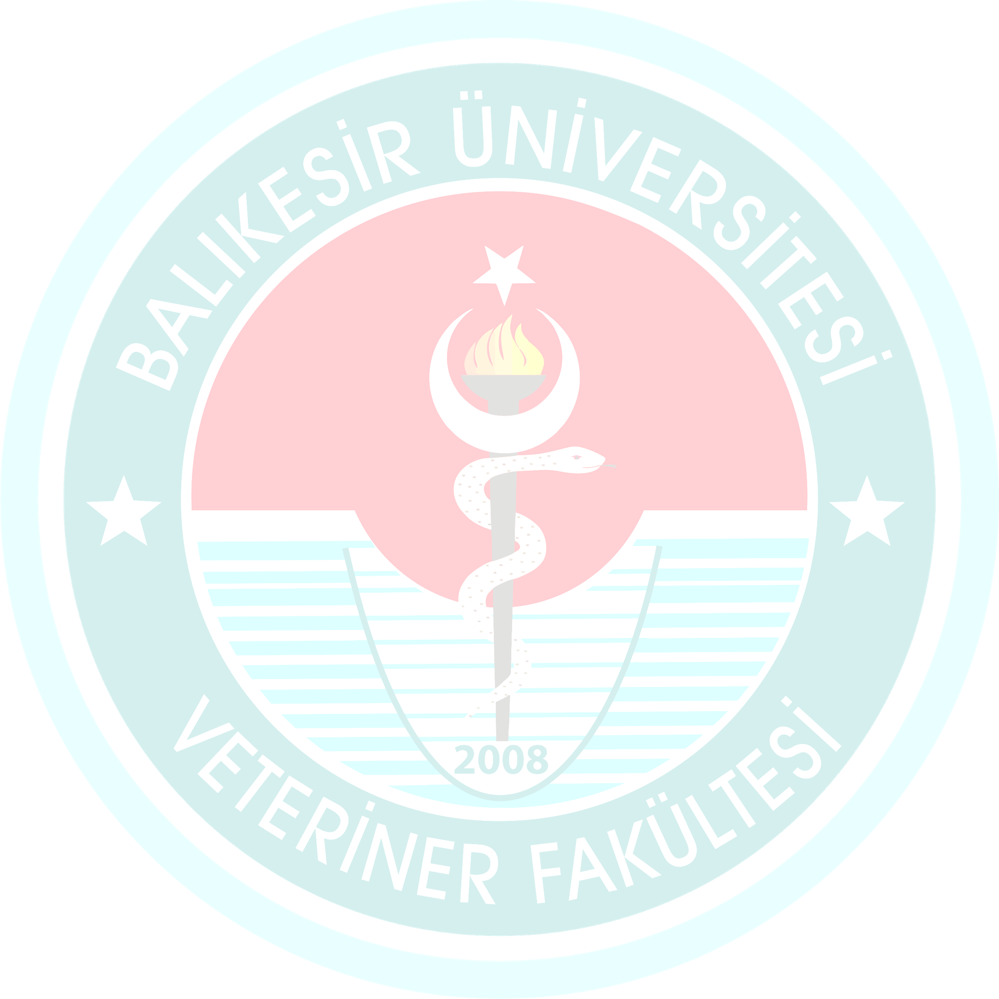 BALIKESİR ÜNİVERSİTESİ
2008
VETERİNER FAKÜLTESİ